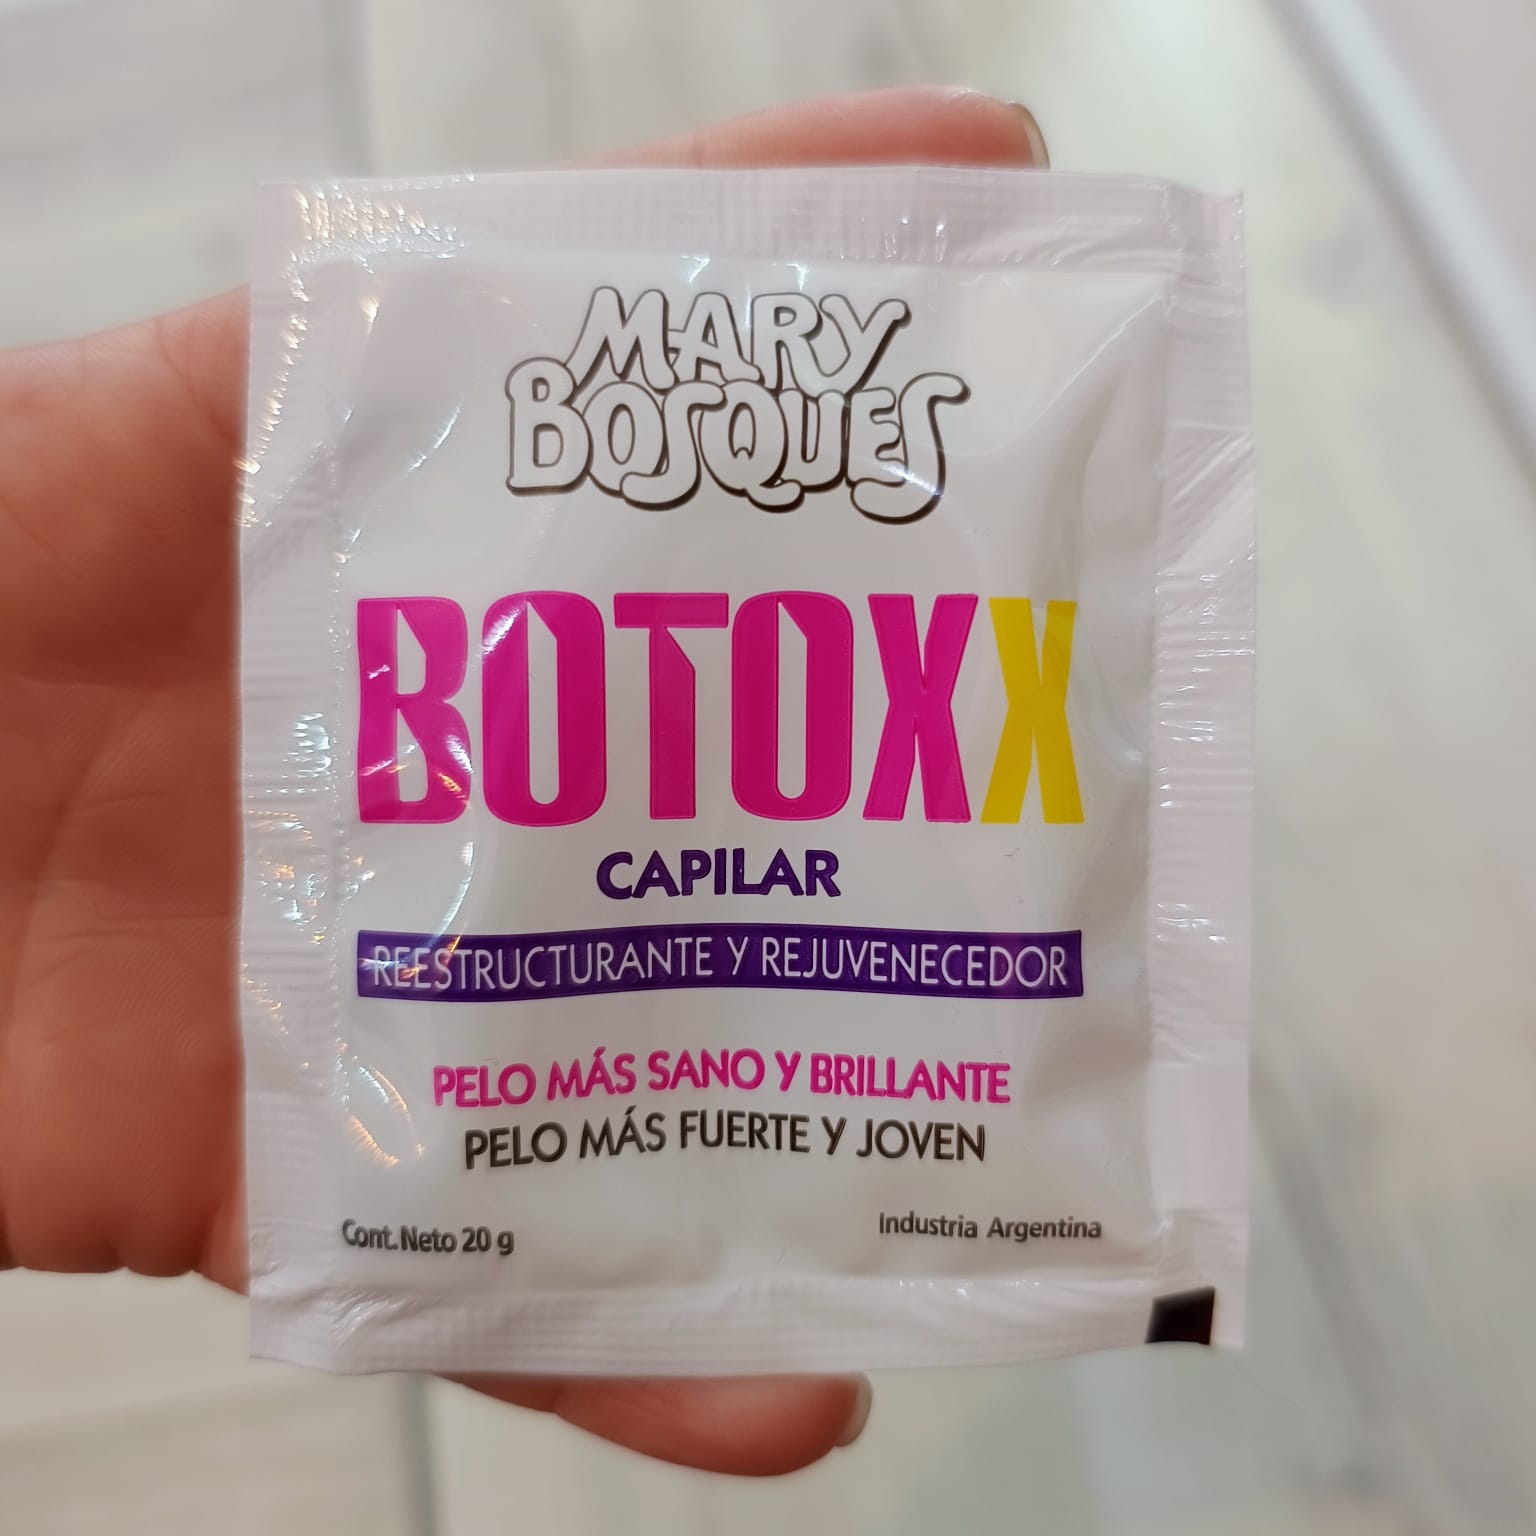 MARY
BOSQUES
BOTOXX
CAPILAR
REESTRUCTURANTE Y REJUVENECEDOR
PELO MÁS SANO Y BRILLANTE
PELO MÁS FUERTE Y JOVEN
Cont. Neto 20 g
Industria Argentina